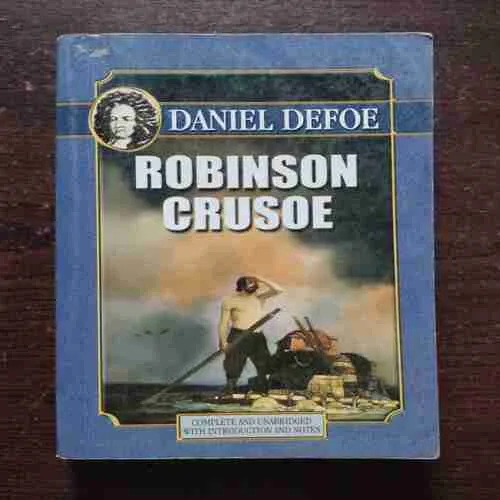 DANIEL DEFOE
ROBINSON
CRUSOE
COMPLETE AND UNABRIDGED
WITH INTRODUCTION AND NOTES